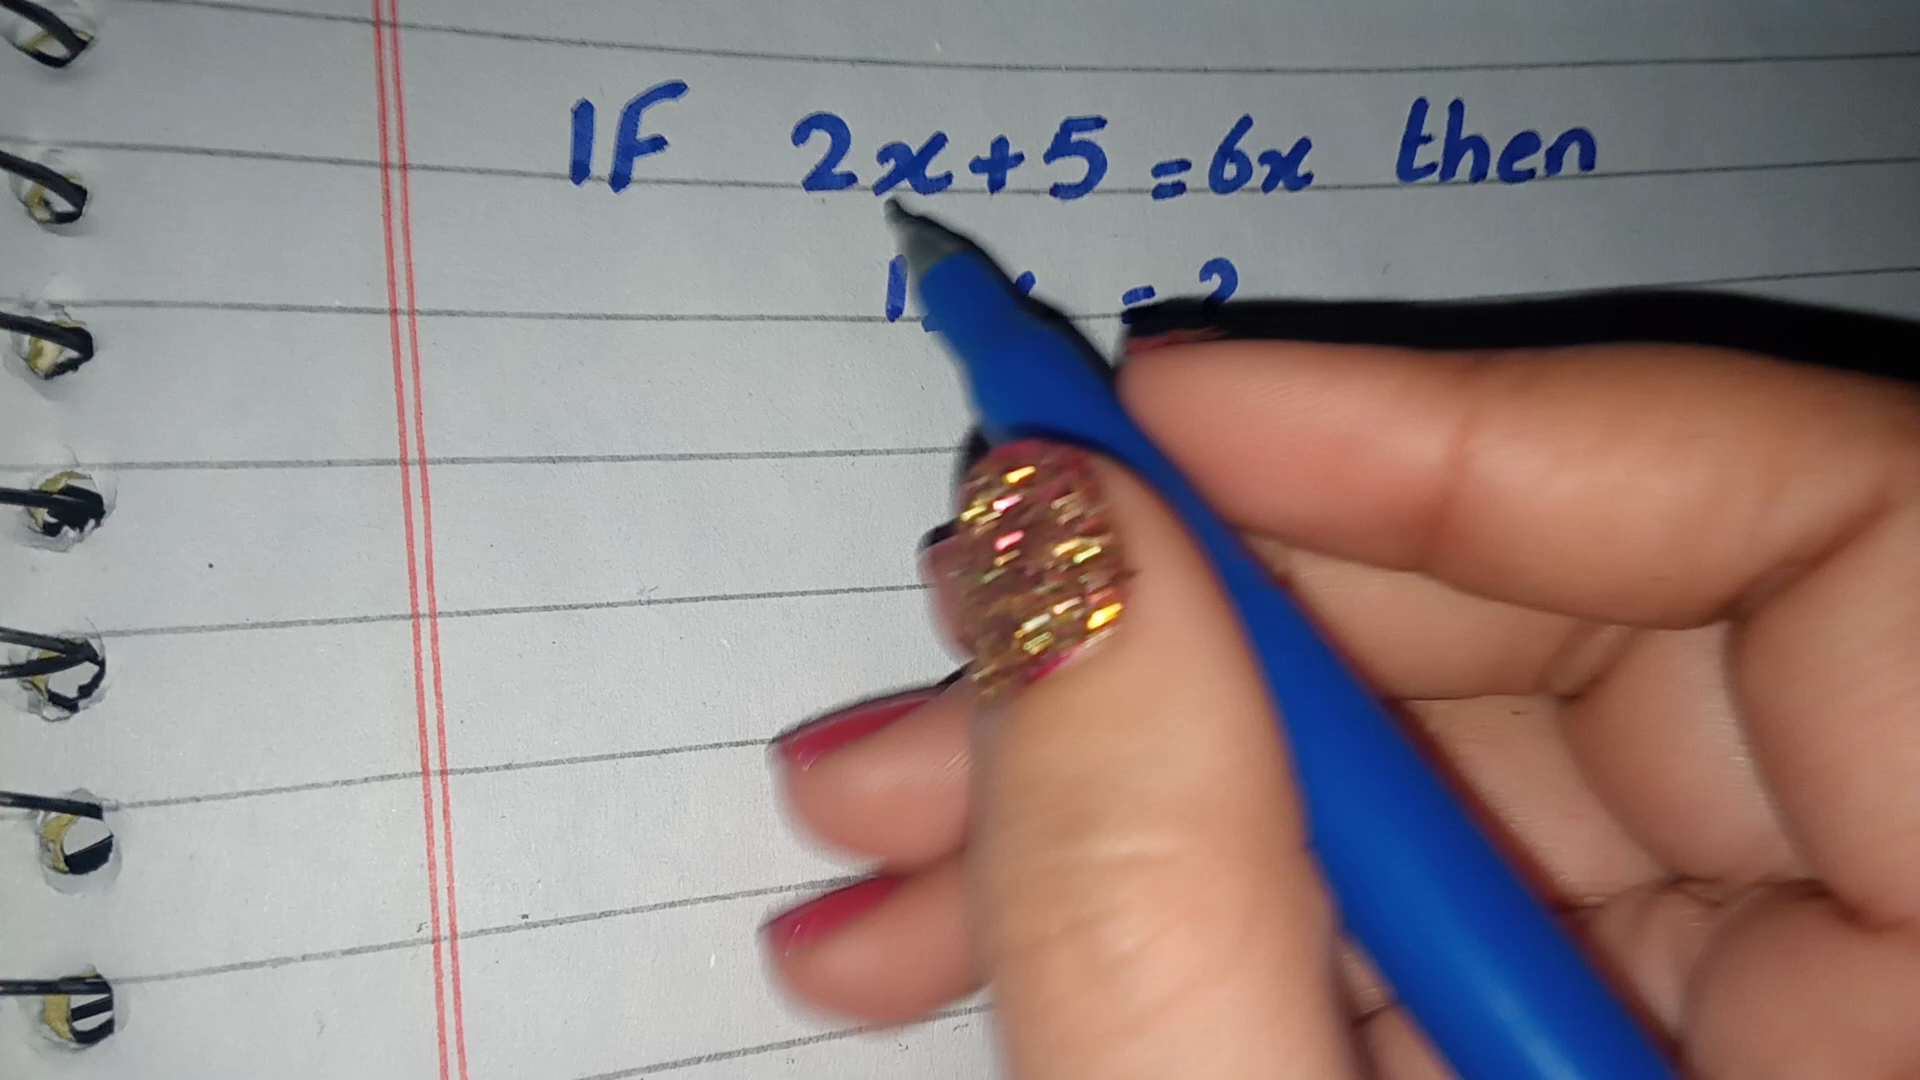 IF 2x+5=6x then
= ?